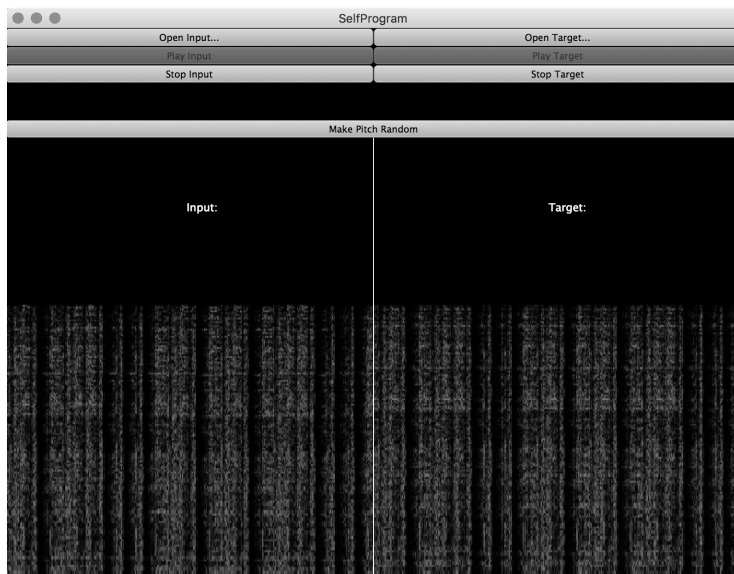 SelfProgram
Open Input... Open Target...
Play Input Play Target
Stop Input Stop Target
Make Pitch Random
Input: Target: